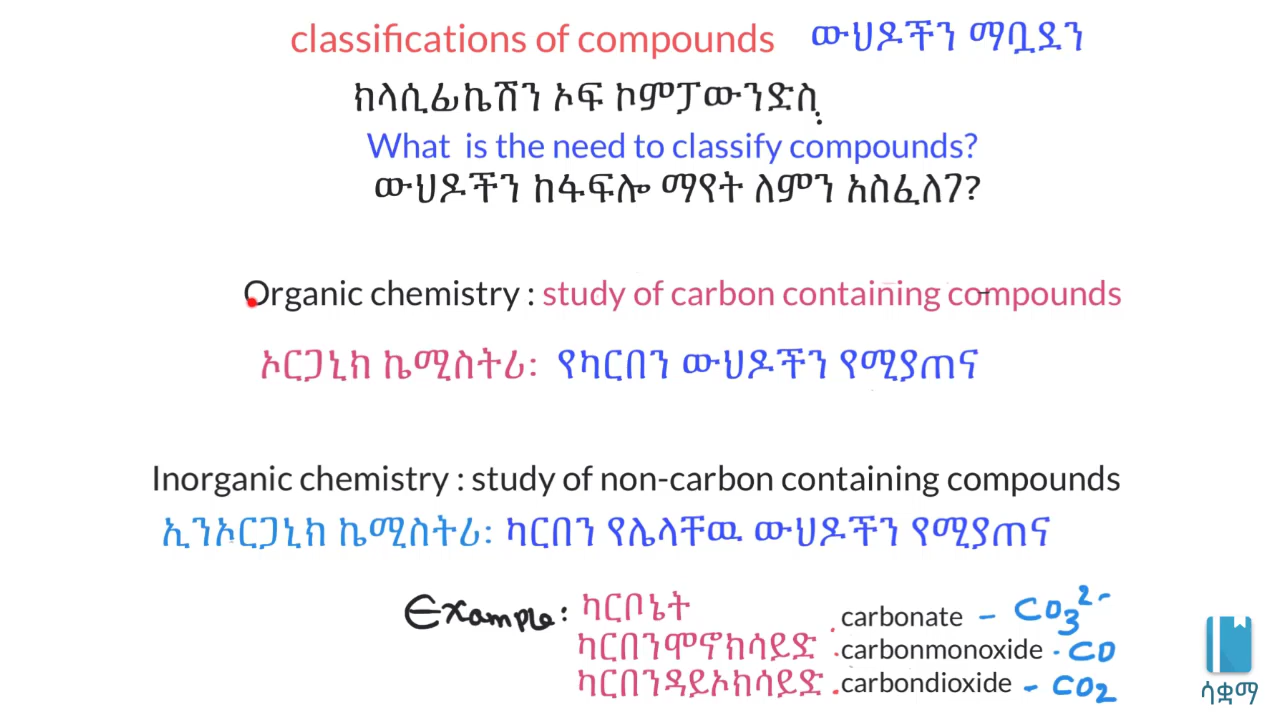 classifications of compounds ውህዶችን ማቧደን
ክላሲፊኬሽን ኦፍ ኮምፓውንድስ:
What is the need to classify compounds?
ውህዶችን ከፋፍሎ ማየት ለምን አስፈለገ?
Organic chemistry : study of carbon containing compounds
ኦርጋኒክ ኬሚስትሪ: የካርበን ውህዶችን የሚያጠና
Inorganic chemistry : study of non-carbon containing compounds
ኢንኦርጋኒክ ኬሚስትሪ: ካርበን የሌላቸዉ ውህዶችን የሚያጠና
Example: ካርቦኔት carbonate - CO₃²⁻
ካርበንሞኖክሳይድ carbonmonoxide - CO
ካርበንዳይኦክሳይድ carbondioxide - CO₂
ሳቋማ